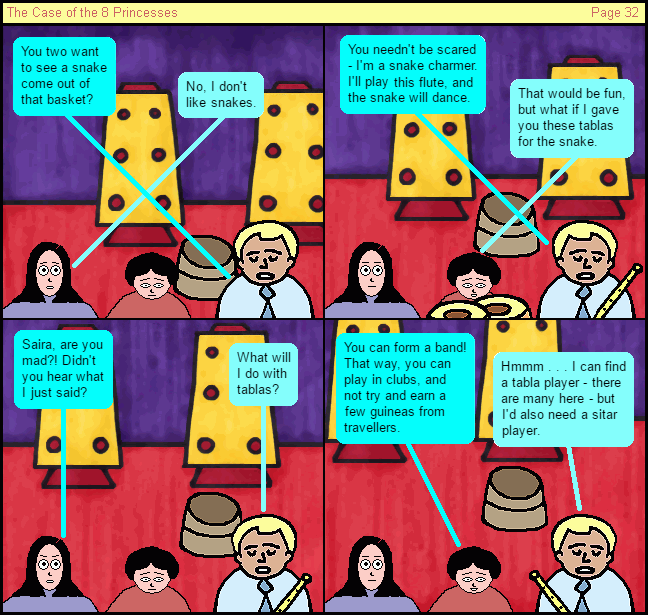 The Case of the 8 Princesses
Page 32
You two want
to see a snake
come out of
that basket?
No, I don't
like snakes.
You needn't be scared
- I'm a snake charmer.
I'll play this flute, and
the snake will dance.
That would be fun,
but what if I gave
you these tablas
for the snake.
Saira, are you
mad?! Didn't
you hear what
I just said?
What will
I do with
tablas?
You can form a band!
That way, you can
play in clubs, and
not try and earn a
few guineas from
travellers.
Hmmm . . . I can find
a tabla player - there
are many here - but
I'd also need a sitar
player.